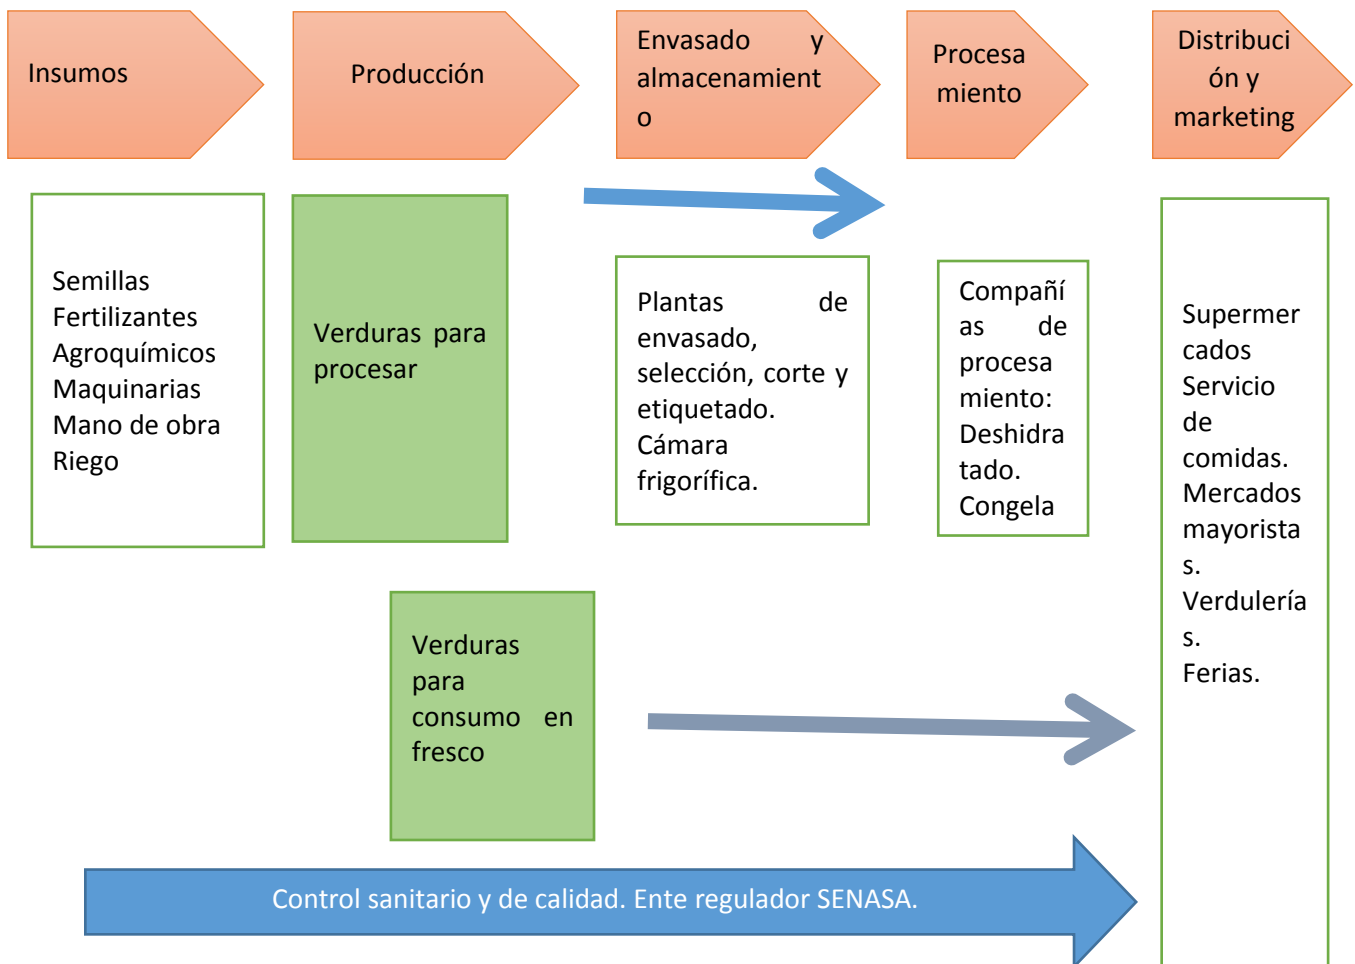 Insumos
Producción
Envasado y
almacenamient
o
Procesa
miento
Distribuci
ón y
marketing
Semillas
Fertilizantes
Agroquímicos
Maquinarias
Mano de obra
Riego
Verduras para
procesar
Plantas de
envasado,
selección, corte y
etiquetado.
Cámara
frigorífica.
Compañí
as de
procesa
miento:
Deshidra
tado.
Congela
Supermer
cados
Servicio
de
comidas.
Mercados
mayorista
s.
Verdulería
s.
Ferias.
Verduras
para
consumo en
fresco
Control sanitario y de calidad. Ente regulador SENASA.